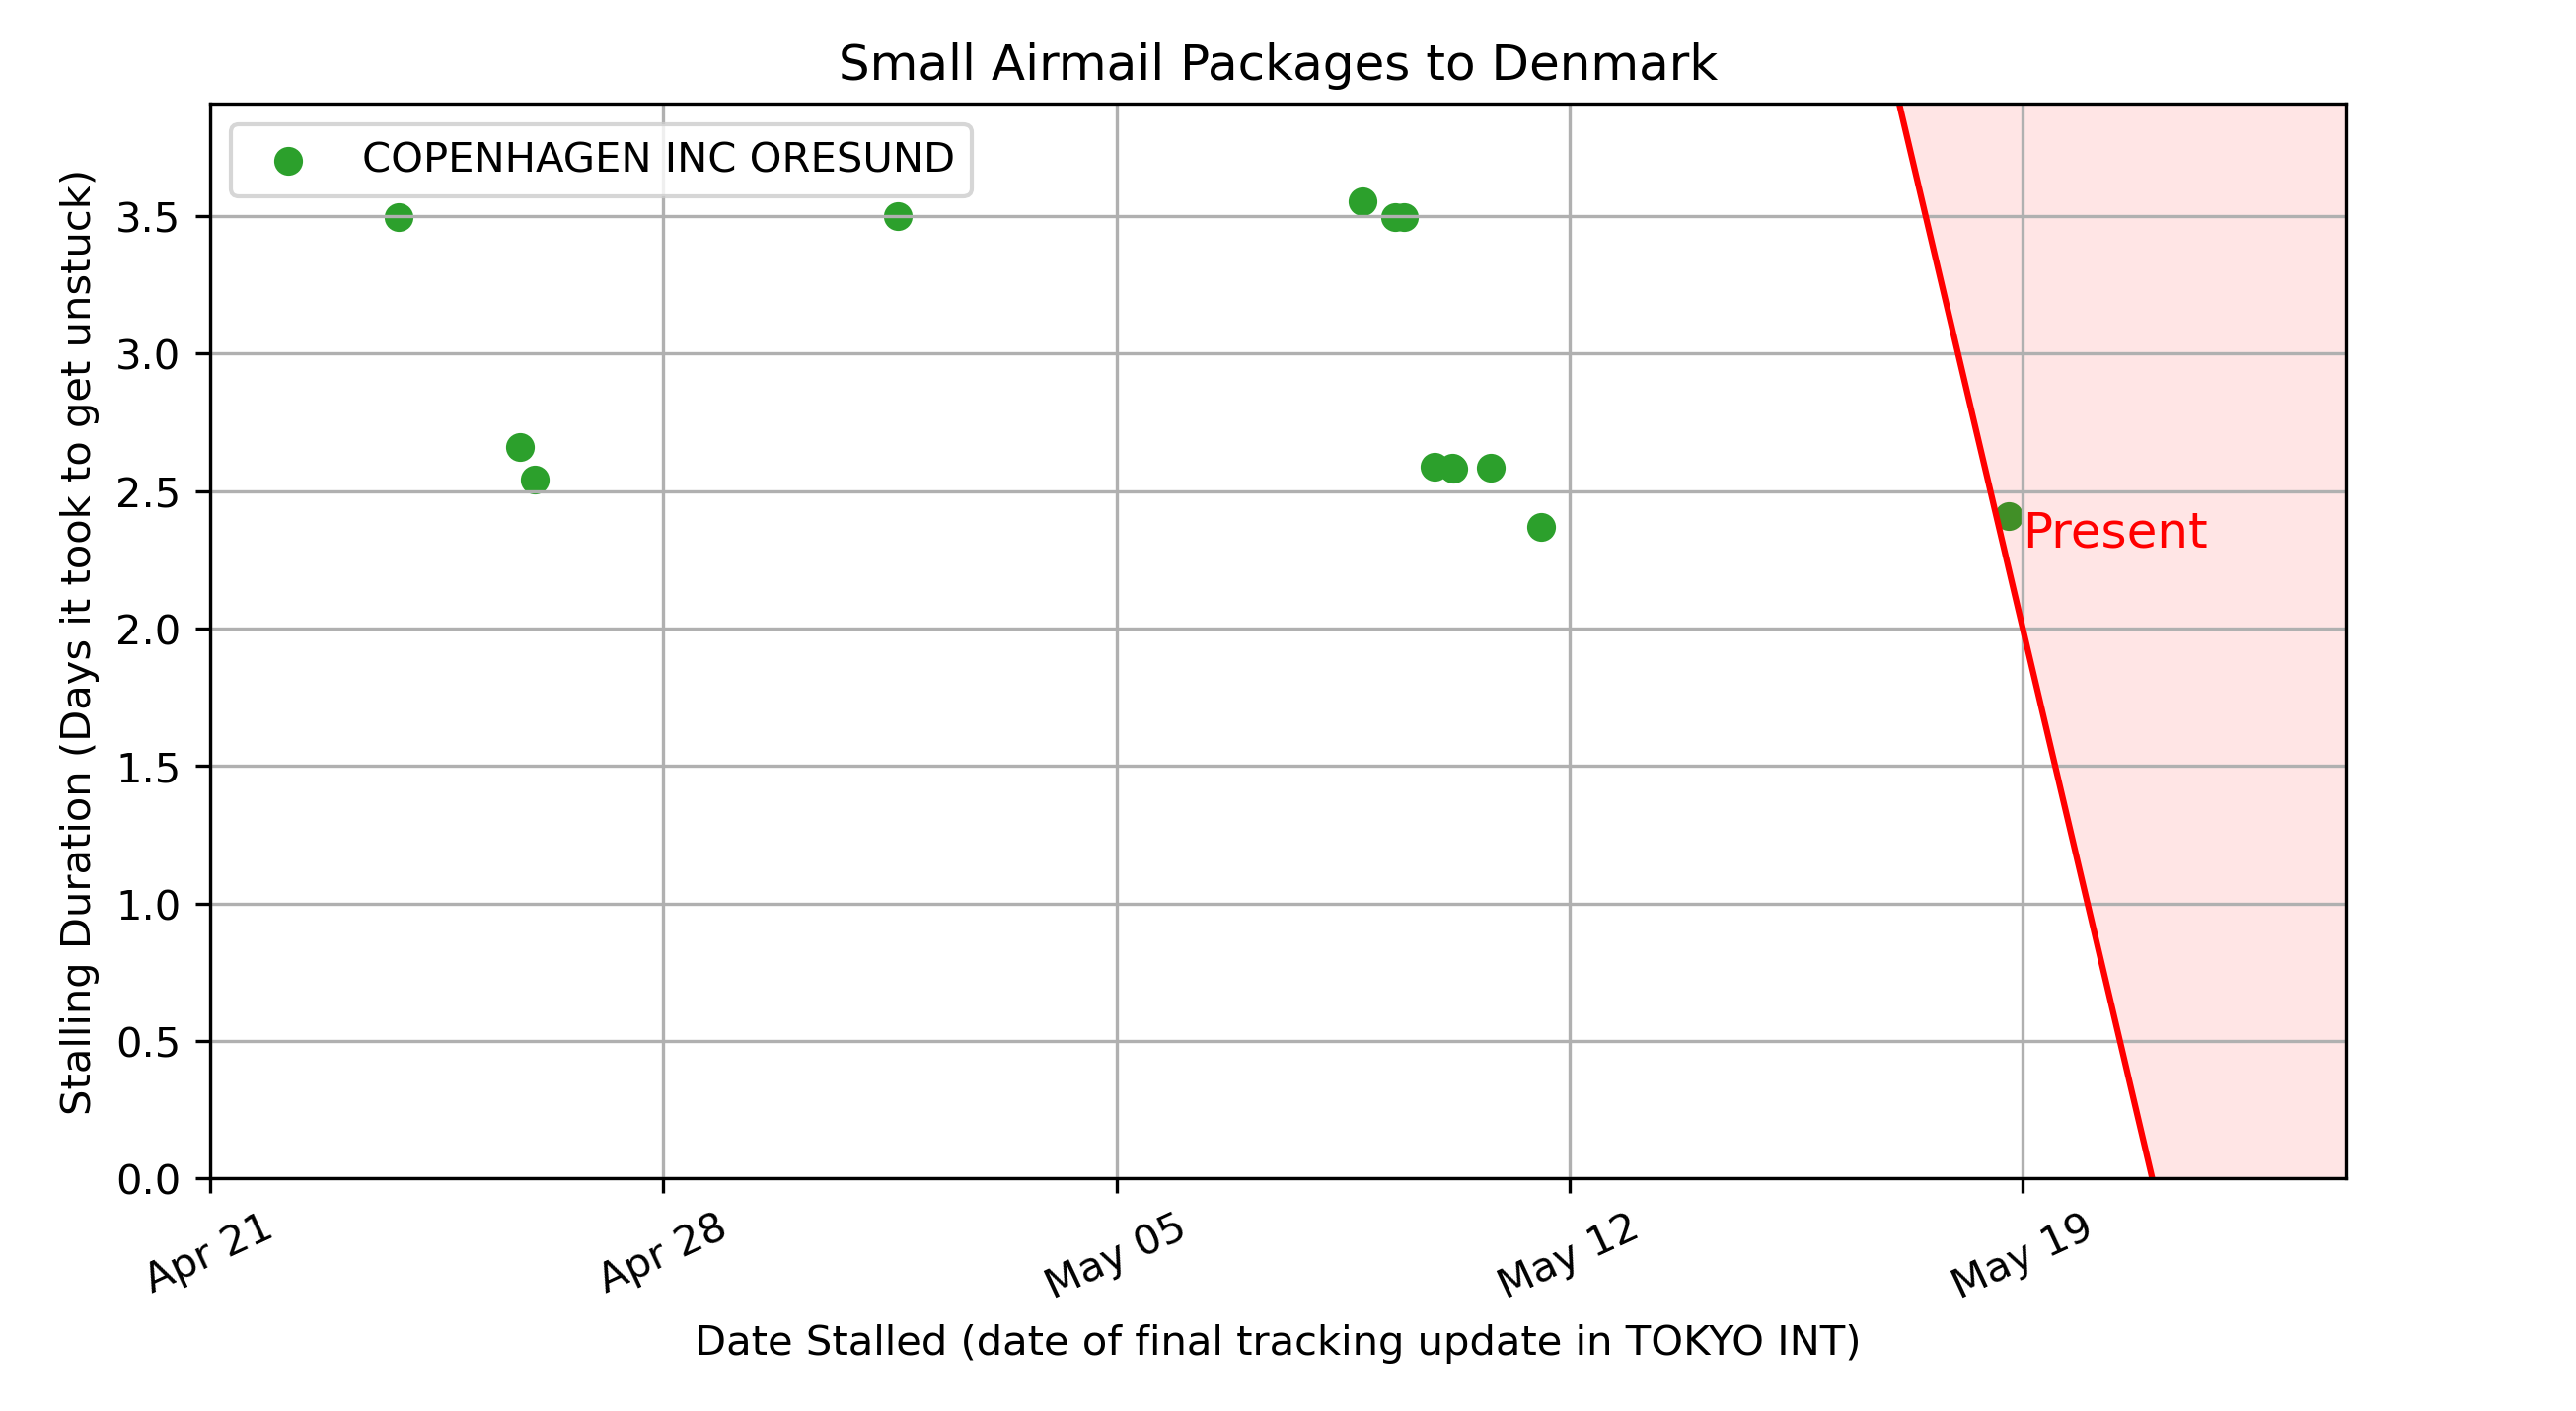 Small Airmail Packages to Denmark
COPENHAGEN INC ORESUND
Stalling Duration (Days it took to get unstuck)
3.5
3.0
2.5
2.0
1.5
1.0
0.5
0.0
Present
Apr 21
Apr 28
May 05
May 12
May 19
Date Stalled (date of final tracking update in TOKYO INT)